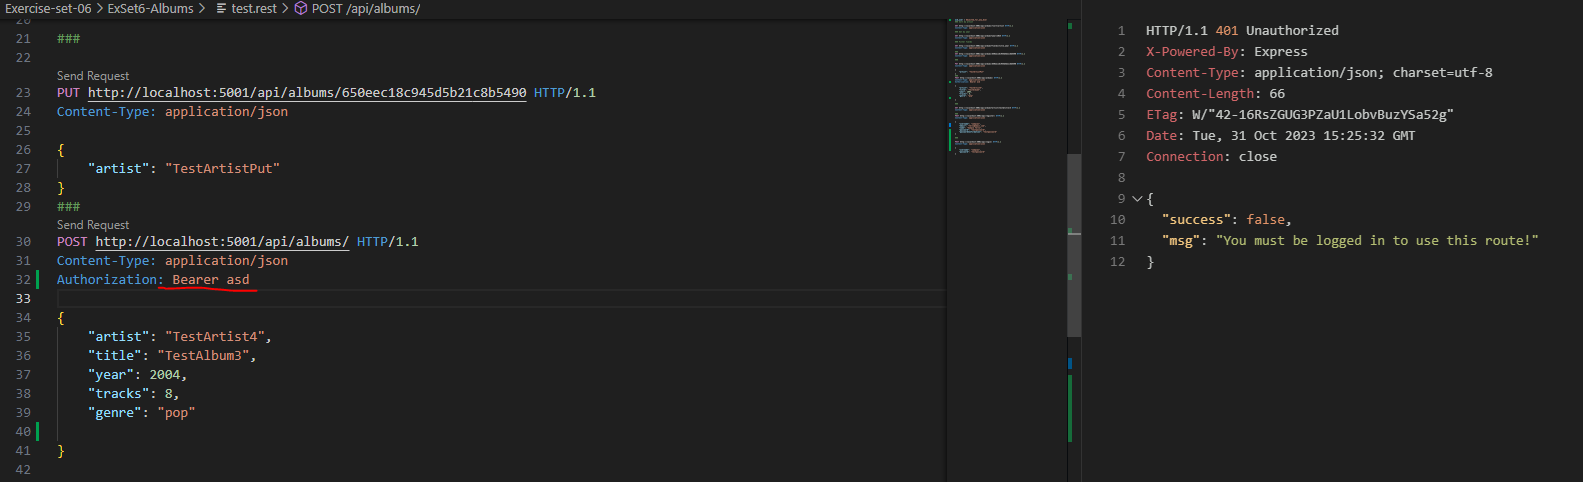 Exercise-set-06 > ExSet6-Albums > test.rest > POST /api/albums/
20
21 ###
22
Send Request
23 PUT http://localhost:5001/api/albums/650eec18c945d5b21c8b5490 HTTP/1.1
24 Content-Type: application/json
25
26 {
27 "artist": "TestArtistPut"
28 }
29 ###
Send Request
30 POST http://localhost:5001/api/albums/ HTTP/1.1
31 Content-Type: application/json
32 Authorization: Bearer asd
33
34 {
35 "artist": "TestArtist4",
36 "title": "TestAlbum3",
37 "year": 2004,
38 "tracks": 8,
39 "genre": "pop"
40
41 }
42
1 HTTP/1.1 401 Unauthorized
2 X-Powered-By: Express
3 Content-Type: application/json; charset=utf-8
4 Content-Length: 66
5 ETag: W/"42-16RsZGUG3PZaU1LobvBuzYSa52g"
6 Date: Tue, 31 Oct 2023 15:25:32 GMT
7 Connection: close
8
9 {
10 "success": false,
11 "msg": "You must be logged in to use this route!"
12 }